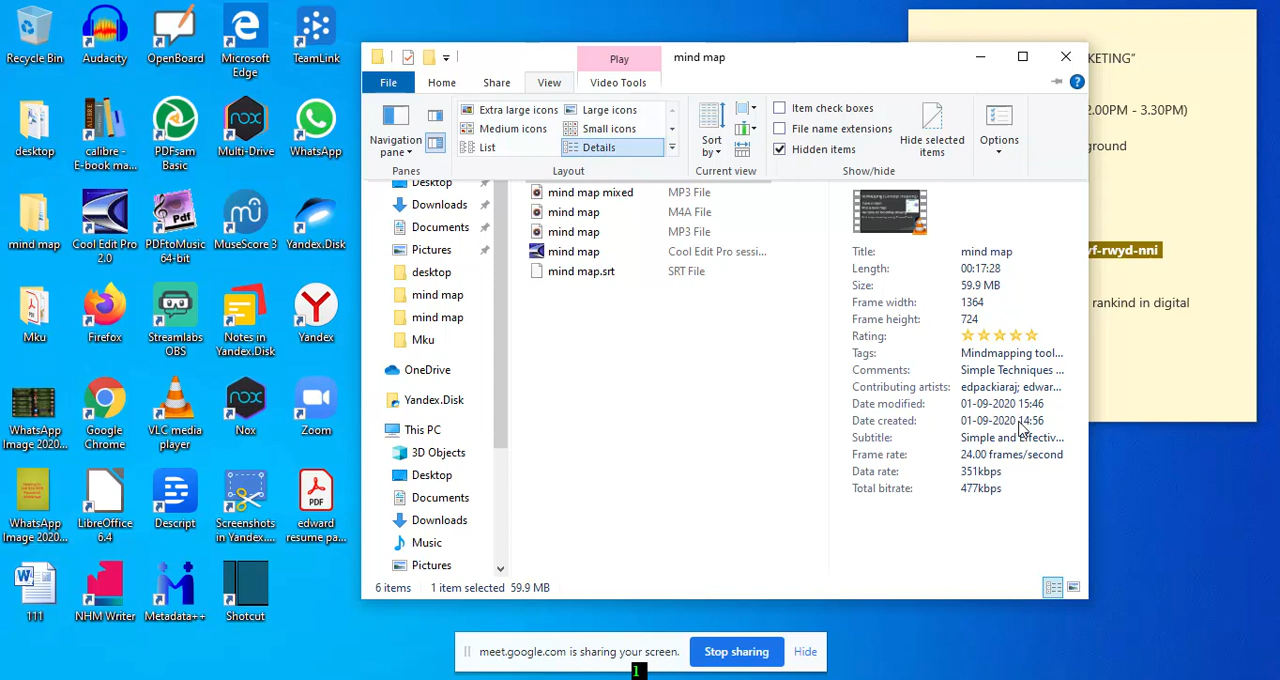 Recycle Bin
Audacity
OpenBoard
Microsoft
Edge
TeamLink
desktop
calibre -
E-book ma...
PDFsam
Basic
Multi-Drive
WhatsApp
mind map
Cool Edit Pro
2.0
PDFtoMusic
64-bit
MuseScore 3
Yandex.Disk
Mku
Firefox
Streamlabs
OBS
Notes in
Yandex.Disk
Yandex
WhatsApp
Image 2020...
Google
Chrome
VLC media
player
Nox
Zoom
WhatsApp
Image 2020...
LibreOffice
6.4
Descript
Screenshots
in Yandex....
edward
resume pa...
111
NHM Writer
Metadata++
Shotcut
Play
mind map
File
Home
Share
View
Video Tools
Navigation
pane
Panes
Extra large icons
Large icons
Medium icons
Small icons
List
Details
Layout
Sort
by
Current view
Item check boxes
File name extensions
Hidden items
Hide selected
items
Show/hide
Options
Desktop
Downloads
Documents
Pictures
desktop
mind map
mind map
Mku
OneDrive
Yandex.Disk
This PC
3D Objects
Desktop
Documents
Downloads
Music
Pictures
mind map mixed MP3 File
mind map M4A File
mind map MP3 File
mind map Cool Edit Pro sessi...
mind map.srt SRT File
Title: mind map
Length: 00:17:28
Size: 59.9 MB
Frame width: 1364
Frame height: 724
Rating:
Tags: Mindmapping tool...
Comments: Simple Techniques ...
Contributing artists: edpackiaraj; edwar...
Date modified: 01-09-2020 15:46
Date created: 01-09-2020 14:56
Subtitle: Simple and Effectiv...
Frame rate: 24.00 frames/second
Data rate: 351kbps
Total bitrate: 477kbps
6 items 1 item selected 59.9 MB
KETING”
2.00PM - 3.30PM)
ground
yf-rwyd-nni
rankind in digital
meet.google.com is sharing your screen.
Stop sharing
Hide
1